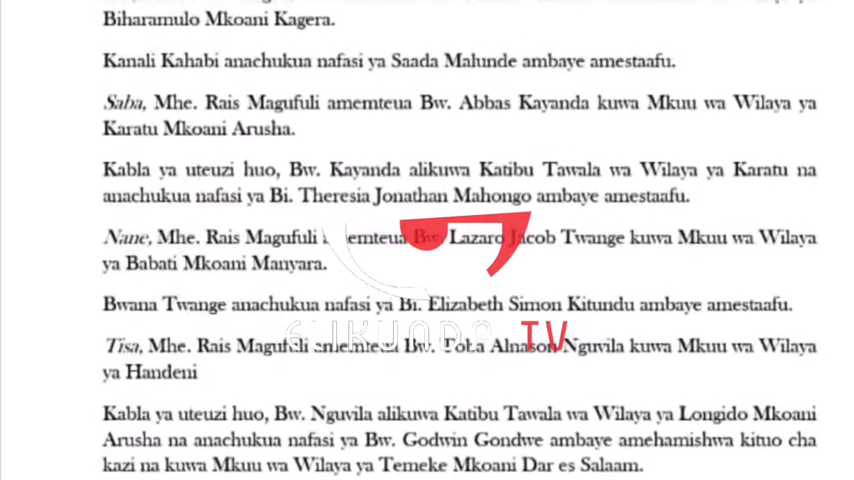 Biharamulo Mkoani Kagera.
Kanali Kahabi anachukua nafasi ya Saada Malunde ambaye amestaafu.
Saba, Mhe. Rais Magufuli amemteua Bw. Abbas Kayanda kuwa Mkuu wa Wilaya ya
Karatu Mkoani Arusha.
Kabla ya uteuzi huo, Bw. Kayanda alikuwa Katibu Tawala wa Wilaya ya Karatu na
anachukua nafasi ya Bi. Theresia Jonathan Mahongo ambaye amestaafu.
Nane, Mhe. Rais Magufuli amemteua Bw. Lazaro Jacob Twange kuwa Mkuu wa Wilaya
ya Babati Mkoani Manyara.
Bwana Twange anachukua nafasi ya Bi. Elizabeth Simon Kitundu ambaye amestaafu.
TV
Tisa, Mhe. Rais Magufuli amemteua Bw. Toba Alnason Nguvila kuwa Mkuu wa Wilaya
ya Handeni
Kabla ya uteuzi huo, Bw. Nguvila alikuwa Katibu Tawala wa Wilaya ya Longido Mkoani
Arusha na anachukua nafasi ya Bw. Godwin Gondwe ambaye amehamishwa kituo cha
kazi na kuwa Mkuu wa Wilaya ya Temeke Mkoani Dar es Salaam.